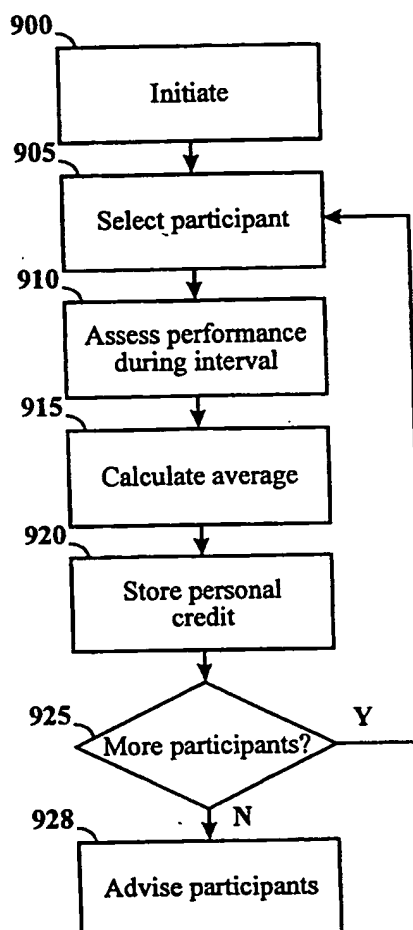 900
Initiate
905
Select participant
910
Assess performance
during interval
915
Calculate average
920
Store personal
credit
925
More participants?
Y
N
928
Advise participants